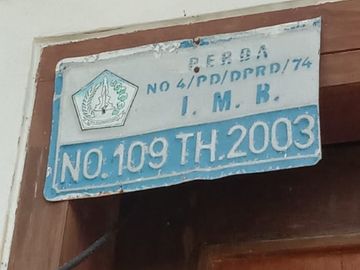 PERDA
NO 4/PD/DPRD/74
I. M. B.
NO.109 TH.2003